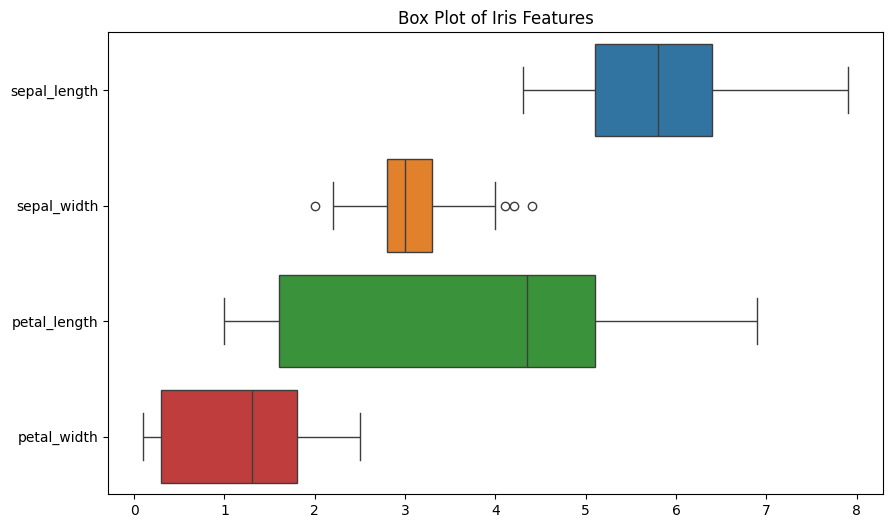 Box Plot of Iris Features
sepal_length
sepal_width
petal_length
petal_width
0 1 2 3 4 5 6 7 8